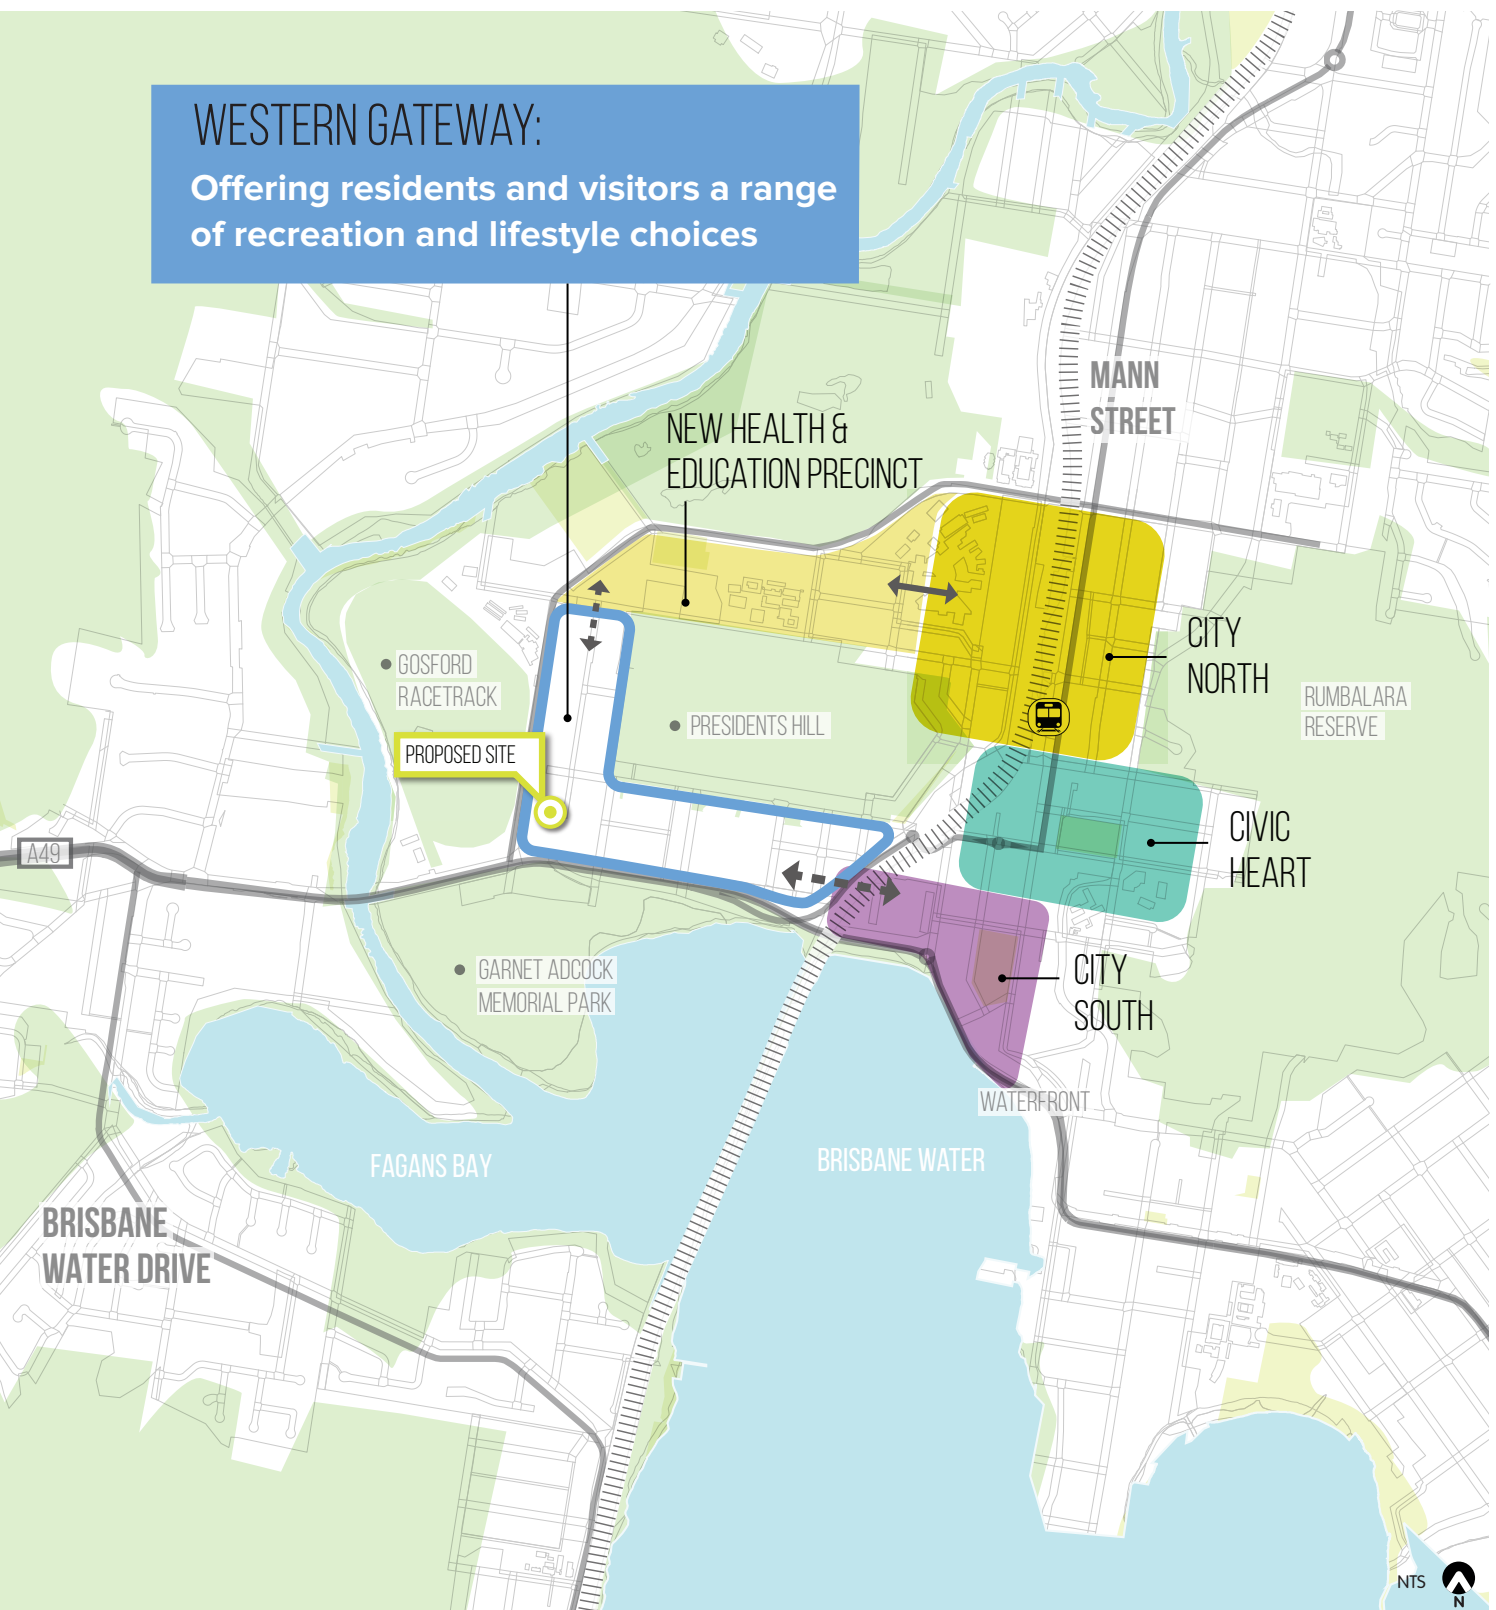 WESTERN GATEWAY:
Offering residents and visitors a range
of recreation and lifestyle choices
MANN
STREET
NEW HEALTH &
EDUCATION PRECINCT
CITY
NORTH
GOSFORD
RACETRACK
RUMBALARA
RESERVE
PRESIDENTS HILL
PROPOSED SITE
CIVIC
HEART
A49
CITY
SOUTH
GARNET ADCOCK
MEMORIAL PARK
WATERFRONT
FAGANS BAY
BRISBANE WATER
BRISBANE
WATER DRIVE
NTS
N